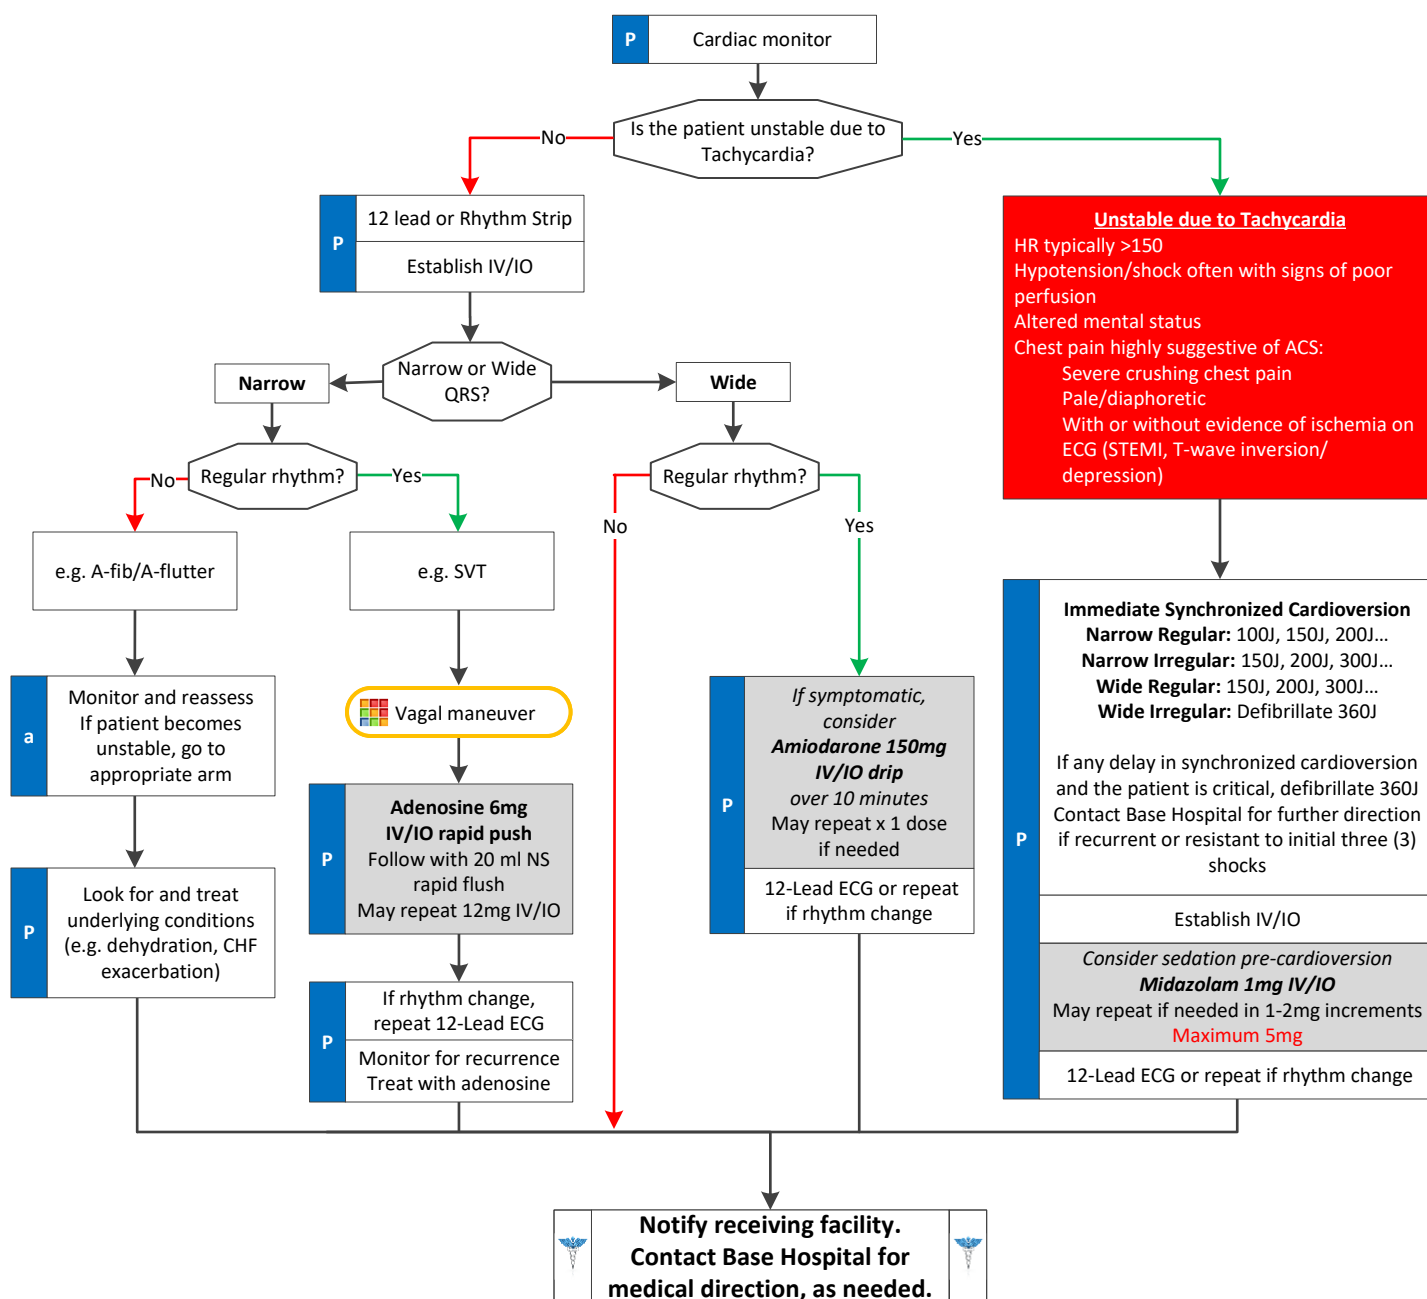 P
Cardiac monitor
Is the patient unstable due to
Tachycardia?
No
Yes
P
12 lead or Rhythm Strip
Establish IV/IO
Unstable due to Tachycardia
HR typically >150
Hypotension/shock often with signs of poor
perfusion
Altered mental status
Chest pain highly suggestive of ACS:
Severe crushing chest pain
Pale/diaphoretic
With or without evidence of ischemia on
ECG (STEMI, T-wave inversion/
depression)
Narrow or Wide
QRS?
Narrow
Wide
Regular rhythm?
No
Yes
Regular rhythm?
No
Yes
e.g. A-fib/A-flutter
e.g. SVT
a
Monitor and reassess
If patient becomes
unstable, go to
appropriate arm
P
Look for and treat
underlying conditions
(e.g. dehydration, CHF
exacerbation)
Vagal maneuver
P
Adenosine 6mg
IV/IO rapid push
Follow with 20 ml NS
rapid flush
May repeat 12mg IV/IO
P
If rhythm change,
repeat 12-Lead ECG
Monitor for recurrence
Treat with adenosine
P
If symptomatic,
consider
Amiodarone 150mg
IV/IO drip
over 10 minutes
May repeat x 1 dose
if needed
12-Lead ECG or repeat
if rhythm change
P
Immediate Synchronized Cardioversion
Narrow Regular: 100J, 150J, 200J…
Narrow Irregular: 150J, 200J, 300J…
Wide Regular: 150J, 200J, 300J…
Wide Irregular: Defibrillate 360J
If any delay in synchronized cardioversion
and the patient is critical, defibrillate 360J
Contact Base Hospital for further direction
if recurrent or resistant to initial three (3)
shocks
Establish IV/IO
Consider sedation pre-cardioversion
Midazolam 1mg IV/IO
May repeat if needed in 1-2mg increments
Maximum 5mg
12-Lead ECG or repeat if rhythm change
Notify receiving facility.
Contact Base Hospital for
medical direction, as needed.